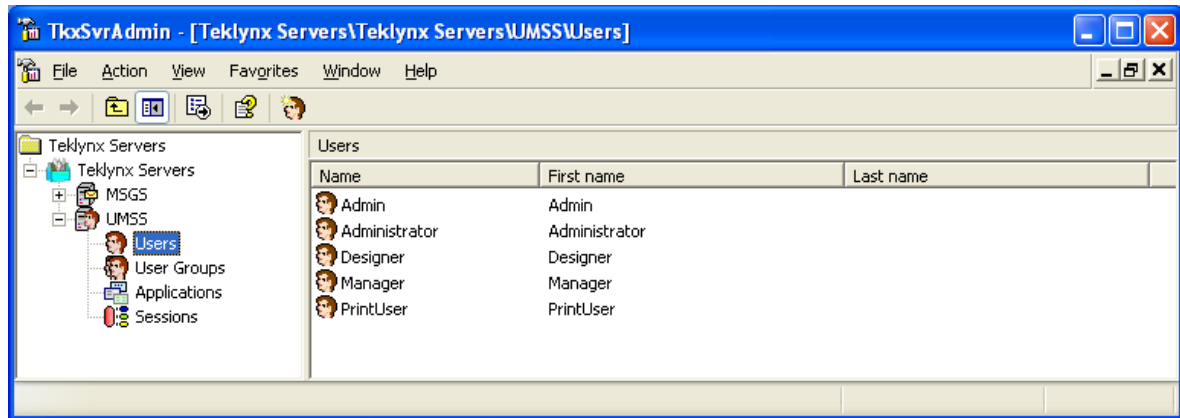 TkxSvrAdmin - [Teklynx Servers\Teklynx Servers\UMSS\Users]
File Action View Favorites Window Help
Teklynx Servers
Teklynx Servers
MSGS
UMSS
Users
User Groups
Applications
Sessions
Users
Name First name Last name
Admin Admin
Administrator Administrator
Designer Designer
Manager Manager
PrintUser PrintUser